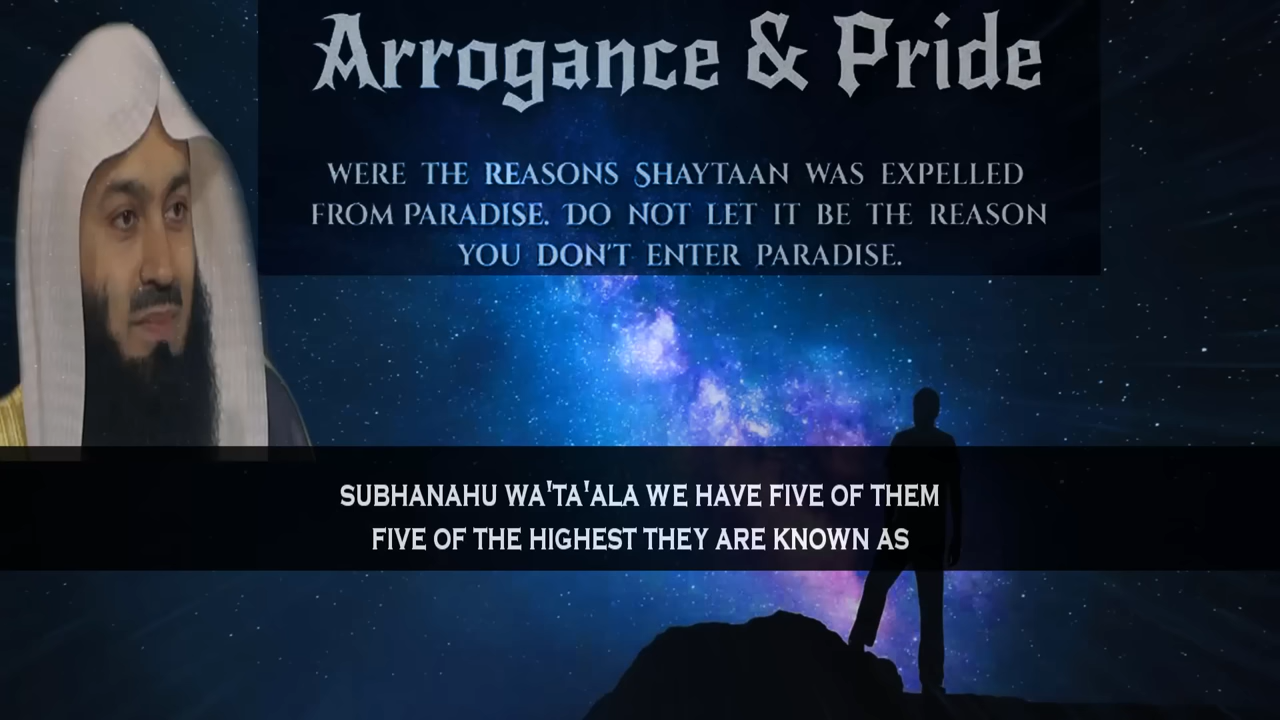 Arrogance & Pride
WERE THE REASONS SHAYTAAN WAS EXPELLED
FROM PARADISE. DO NOT LET IT BE THE REASON
YOU DON'T ENTER PARADISE.
SUBHANAHU WA'TA'ALA WE HAVE FIVE OF THEM
FIVE OF THE HIGHEST THEY ARE KNOWN AS